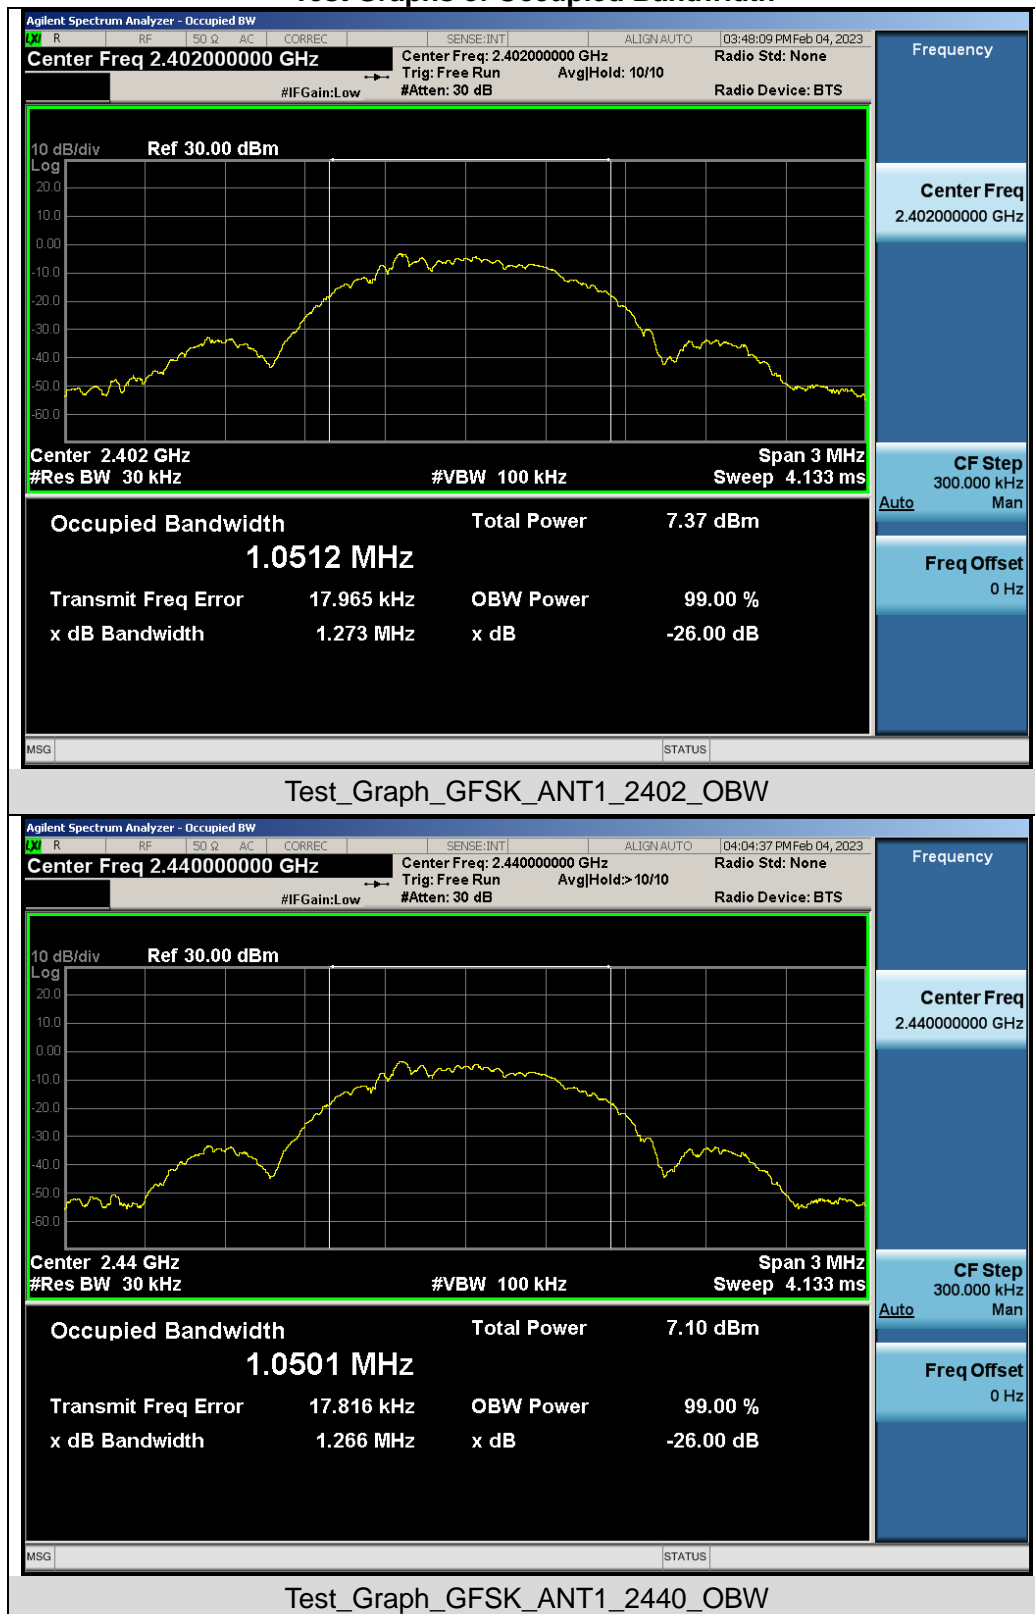 Test Graphs of Occupied Bandwidth
Agilent Spectrum Analyzer - Occupied BW
LXI R RF 50 Ω AC CORREC SENSE:INT ALIGN AUTO 03:48:09 PM Feb 04, 2023
Center Freq 2.402000000 GHz
Center Freq: 2.402000000 GHz Radio Std: None
Trig: Free Run Avg|Hold: 10/10
#IFGain:Low #Atten: 30 dB Radio Device: BTS
10 dB/div Ref 30.00 dBm
Log
20.0
10.0
0.00
-10.0
-20.0
-30.0
-40.0
-50.0
-60.0
Center 2.402 GHz Span 3 MHz
#Res BW 30 kHz #VBW 100 kHz Sweep 4.133 ms
Occupied Bandwidth Total Power 7.37 dBm
1.0512 MHz
Transmit Freq Error 17.965 kHz OBW Power 99.00 %
x dB Bandwidth 1.273 MHz x dB -26.00 dB
MSG STATUS
Frequency
Center Freq
2.402000000 GHz
CF Step
300.000 kHz
Auto Man
Freq Offset
0 Hz
Test_Graph_GFSK_ANT1_2402_OBW
Agilent Spectrum Analyzer - Occupied BW
LXI R RF 50 Ω AC CORREC SENSE:INT ALIGN AUTO 04:04:37 PM Feb 04, 2023
Center Freq 2.440000000 GHz
Center Freq: 2.440000000 GHz Radio Std: None
Trig: Free Run Avg|Hold:> 10/10
#IFGain:Low #Atten: 30 dB Radio Device: BTS
10 dB/div Ref 30.00 dBm
Log
20.0
10.0
0.00
-10.0
-20.0
-30.0
-40.0
-50.0
-60.0
Center 2.44 GHz Span 3 MHz
#Res BW 30 kHz #VBW 100 kHz Sweep 4.133 ms
Occupied Bandwidth Total Power 7.10 dBm
1.0501 MHz
Transmit Freq Error 17.816 kHz OBW Power 99.00 %
x dB Bandwidth 1.266 MHz x dB -26.00 dB
MSG STATUS
Frequency
Center Freq
2.440000000 GHz
CF Step
300.000 kHz
Auto Man
Freq Offset
0 Hz
Test_Graph_GFSK_ANT1_2440_OBW